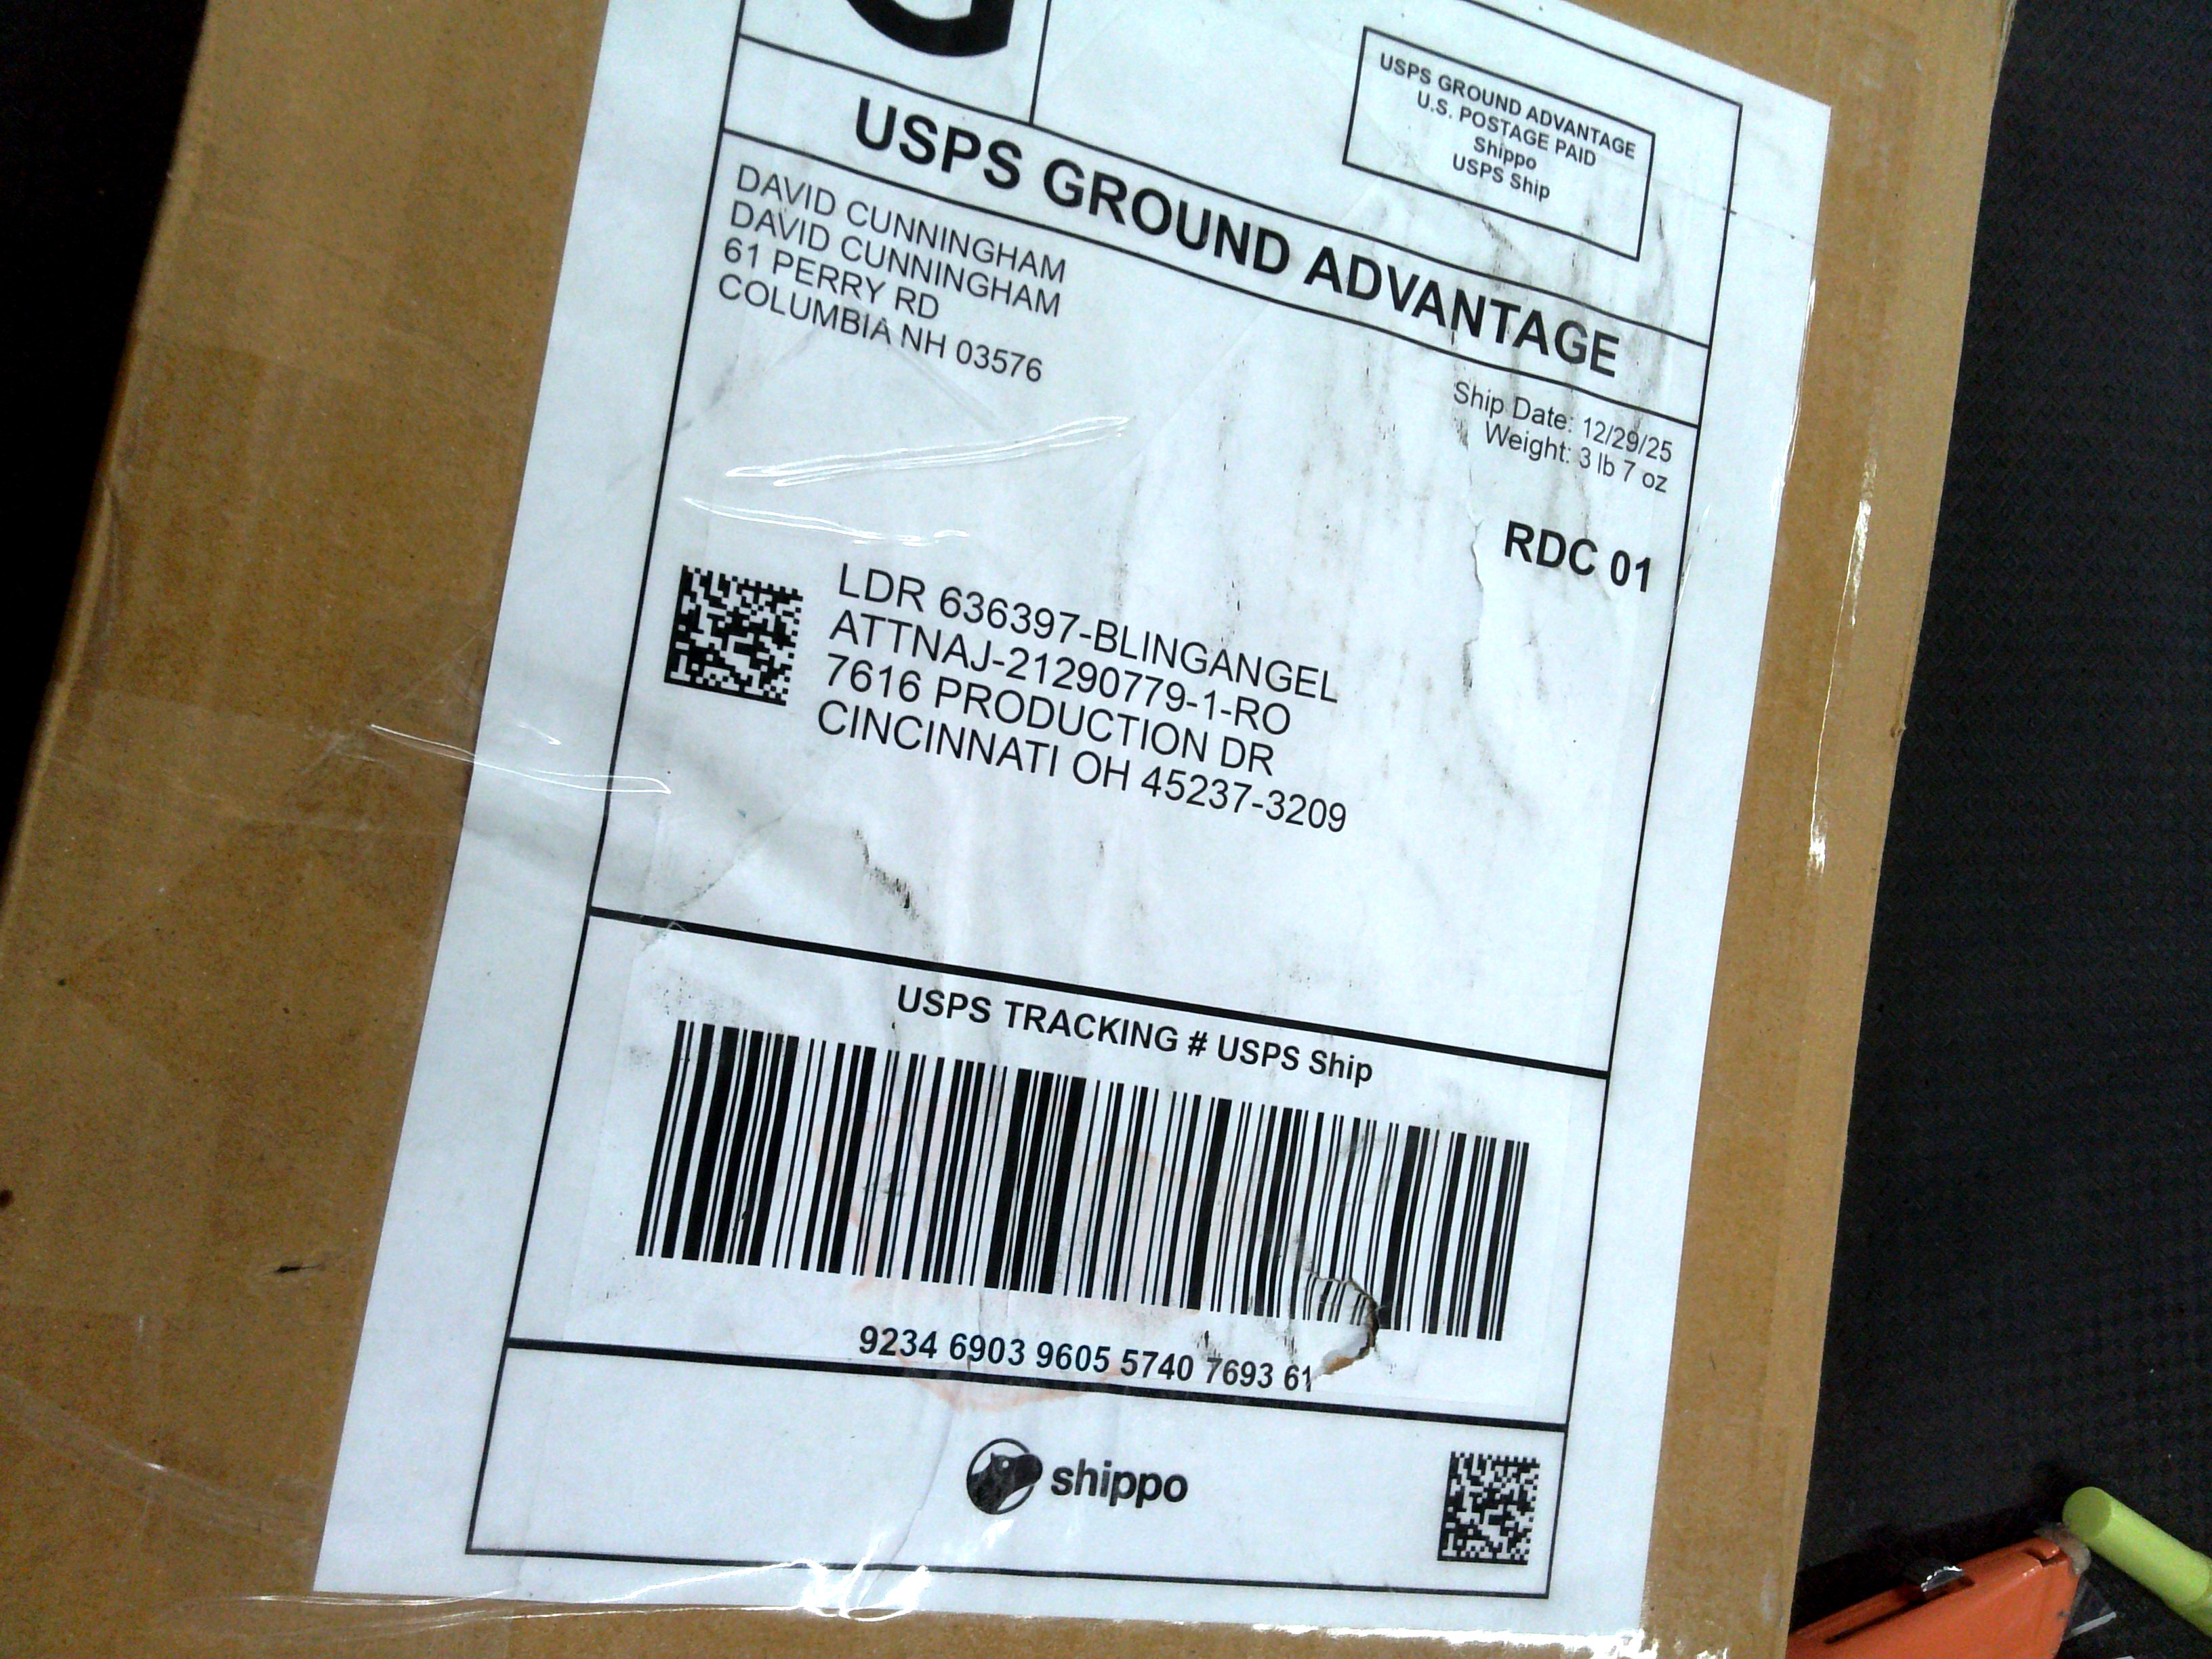 USPS GROUND ADVANTAGE
U.S. POSTAGE PAID
Shippo
USPS Ship
USPS GROUND ADVANTAGE
DAVID CUNNINGHAM
DAVID CUNNINGHAM
61 PERRY RD
COLUMBIA NH 03576
Ship Date: 12/29/25
Weight: 3 lb 7 oz
RDC 01
LDR 636397-BLINGANGEL
ATTNAJ-21290779-1-RO
7616 PRODUCTION DR
CINCINNATI OH 45237-3209
USPS TRACKING # USPS Ship
9234 6903 9605 5740 7693 61
shippo